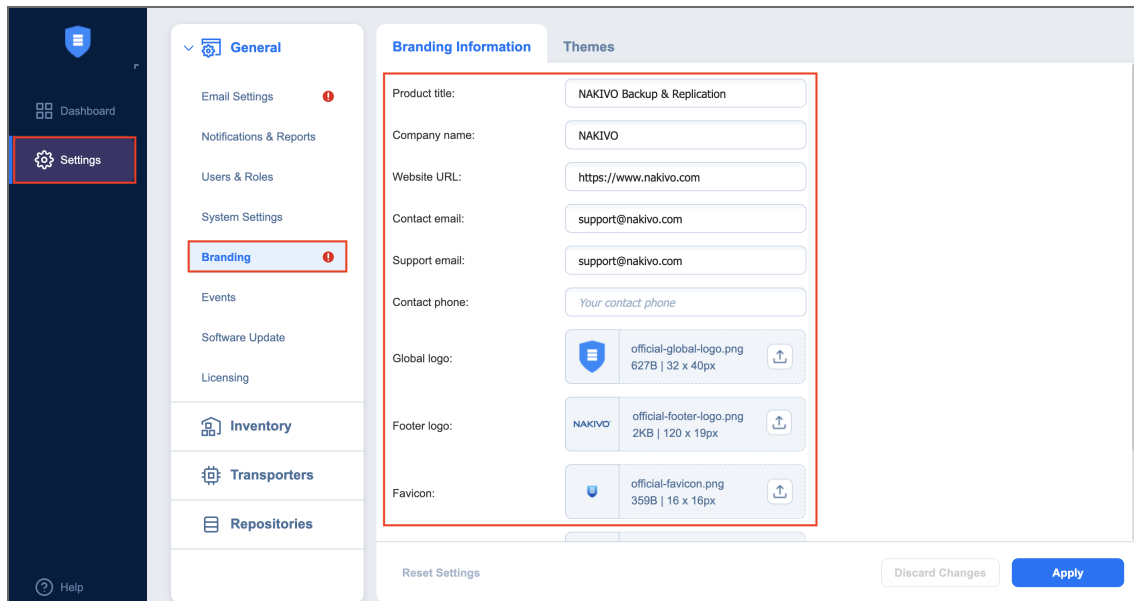 Dashboard
Settings
Help
General
Email Settings
Notifications & Reports
Users & Roles
System Settings
Branding
Events
Software Update
Licensing
Inventory
Transporters
Repositories
Branding Information
Themes
Product title:
NAKIVO Backup & Replication
Company name:
NAKIVO
Website URL:
https://www.nakivo.com
Contact email:
support@nakivo.com
Support email:
support@nakivo.com
Contact phone:
Your contact phone
Global logo:
official-global-logo.png
627B | 32 x 40px
Footer logo:
NAKIVO
official-footer-logo.png
2KB | 120 x 19px
Favicon:
official-favicon.png
359B | 16 x 16px
Reset Settings
Discard Changes
Apply